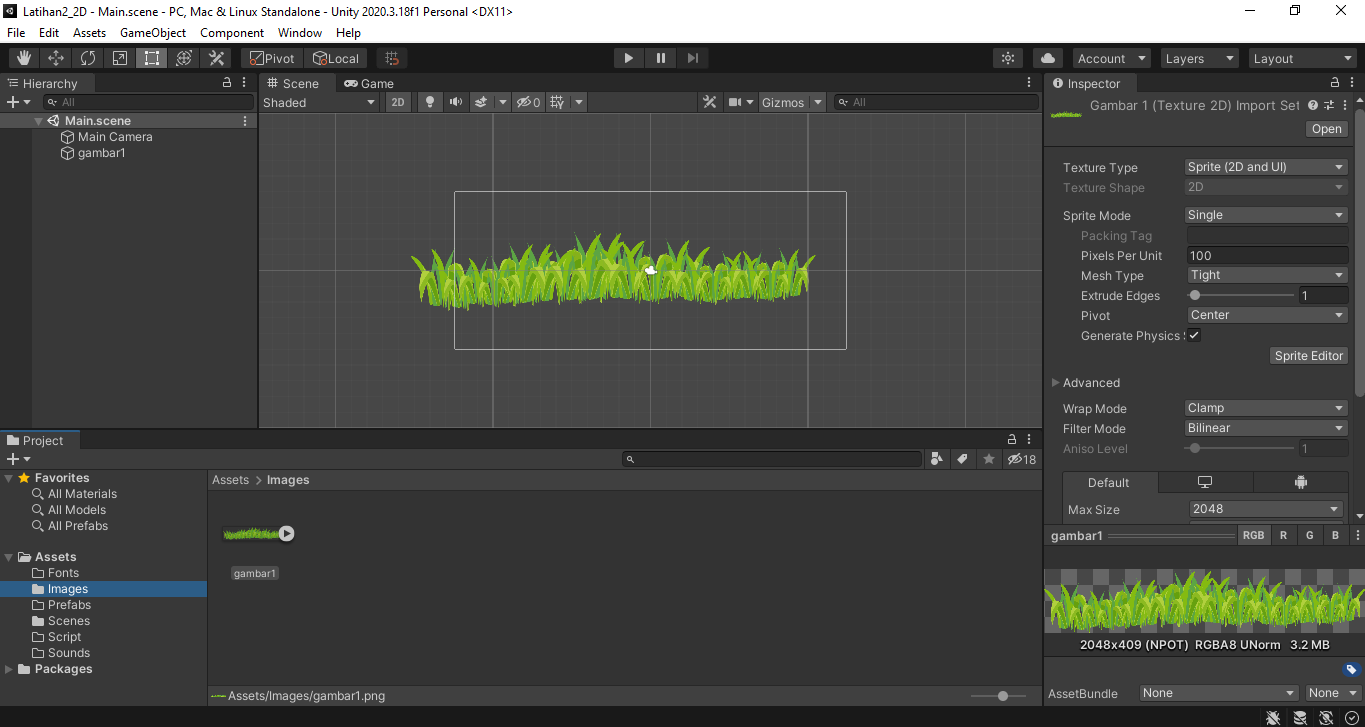 Latihan2_2D - Main.scene - PC, Mac & Linux Standalone - Unity 2020.3.18f1 Personal <DX11>
File Edit Assets GameObject Component Window Help
Pivot Local Account Layers Layout
Hierarchy
All
Main.scene
Main Camera
gambar1
Scene Game
Shaded 2D 0 Gizmos All
Inspector
Gambar 1 (Texture 2D) Import Set
Open
Texture Type Sprite (2D and UI)
Texture Shape 2D
Sprite Mode Single
Packing Tag
Pixels Per Unit 100
Mesh Type Tight
Extrude Edges 1
Pivot Center
Generate Physics S
Sprite Editor
Advanced
Wrap Mode Clamp
Filter Mode Bilinear
Aniso Level 1
Default
Max Size 2048
gambar1 RGB R G B
2048x409 (NPOT) RGBA8 UNorm 3.2 MB
AssetBundle None None
Project
18
Favorites
All Materials
All Models
All Prefabs
Assets
Fonts
Images
Prefabs
Scenes
Script
Sounds
Packages
Assets > Images
gambar1
Assets/Images/gambar1.png